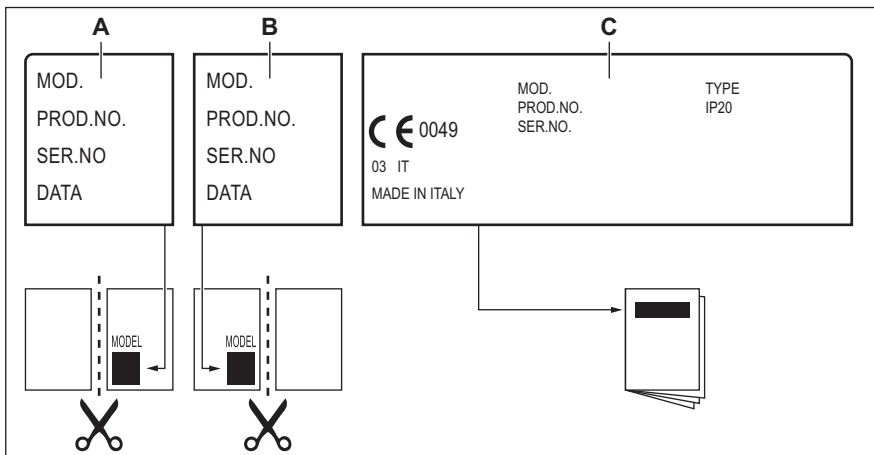 A
B
C
MOD.
PROD.NO.
SER.NO
DATA
MOD.
PROD.NO.
SER.NO
DATA
MOD.
PROD.NO.
SER.NO.
TYPE
IP20
CE 0049
03 IT
MADE IN ITALY
MODEL
MODEL